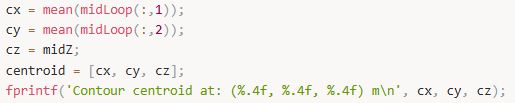 cx = mean(midLoop(:,1));
cy = mean(midLoop(:,2));
cz = midZ;
centroid = [cx, cy, cz];
fprintf('Contour centroid at: (%.4f, %.4f, %.4f) m\n', cx, cy, cz);